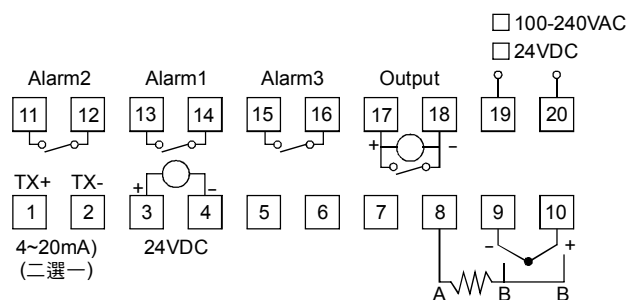 □ 100-240VAC
□ 24VDC
Alarm2 Alarm1 Alarm3 Output
11 12 13 14 15 16 17 18 19 20
+ −
TX+ TX- + −
1 2 3 4 5 6 7 8 9 10
4~20mA) 24VDC − +
(二選一)
A B B